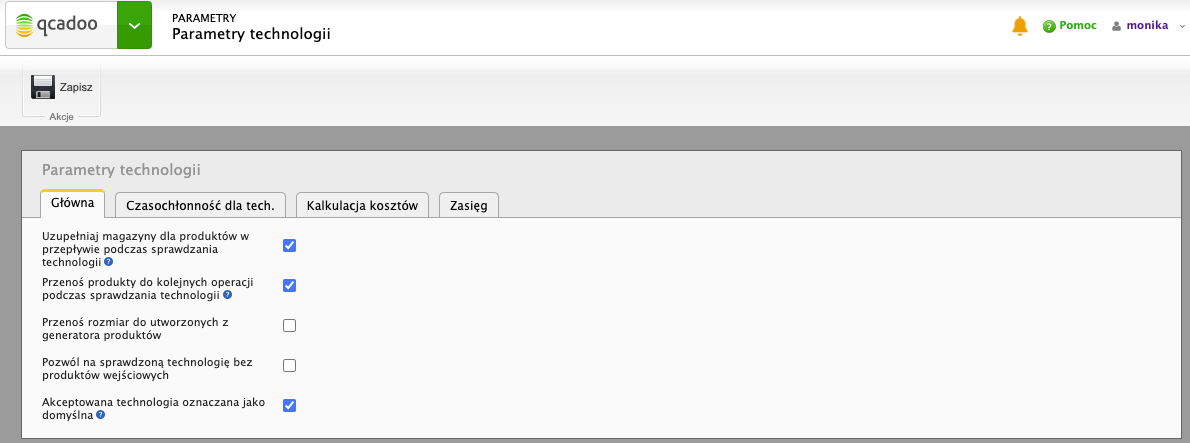 qcadoo
PARAMETRY
Parametry technologii
Pomoc
monika
Zapisz
Akcje
Parametry technologii
Główna
Czasochłonność dla tech.
Kalkulacja kosztów
Zasięg
Uzupełniaj magazyny dla produktów w
przepływie podczas sprawdzania
technologii ?
Przenoś produkty do kolejnych operacji
podczas sprawdzania technologii ?
Przenoś rozmiar do utworzonych z
generatora produktów
Pozwól na sprawdzoną technologię bez
produktów wejściowych
Akceptowana technologia oznaczana jako
domyślna ?